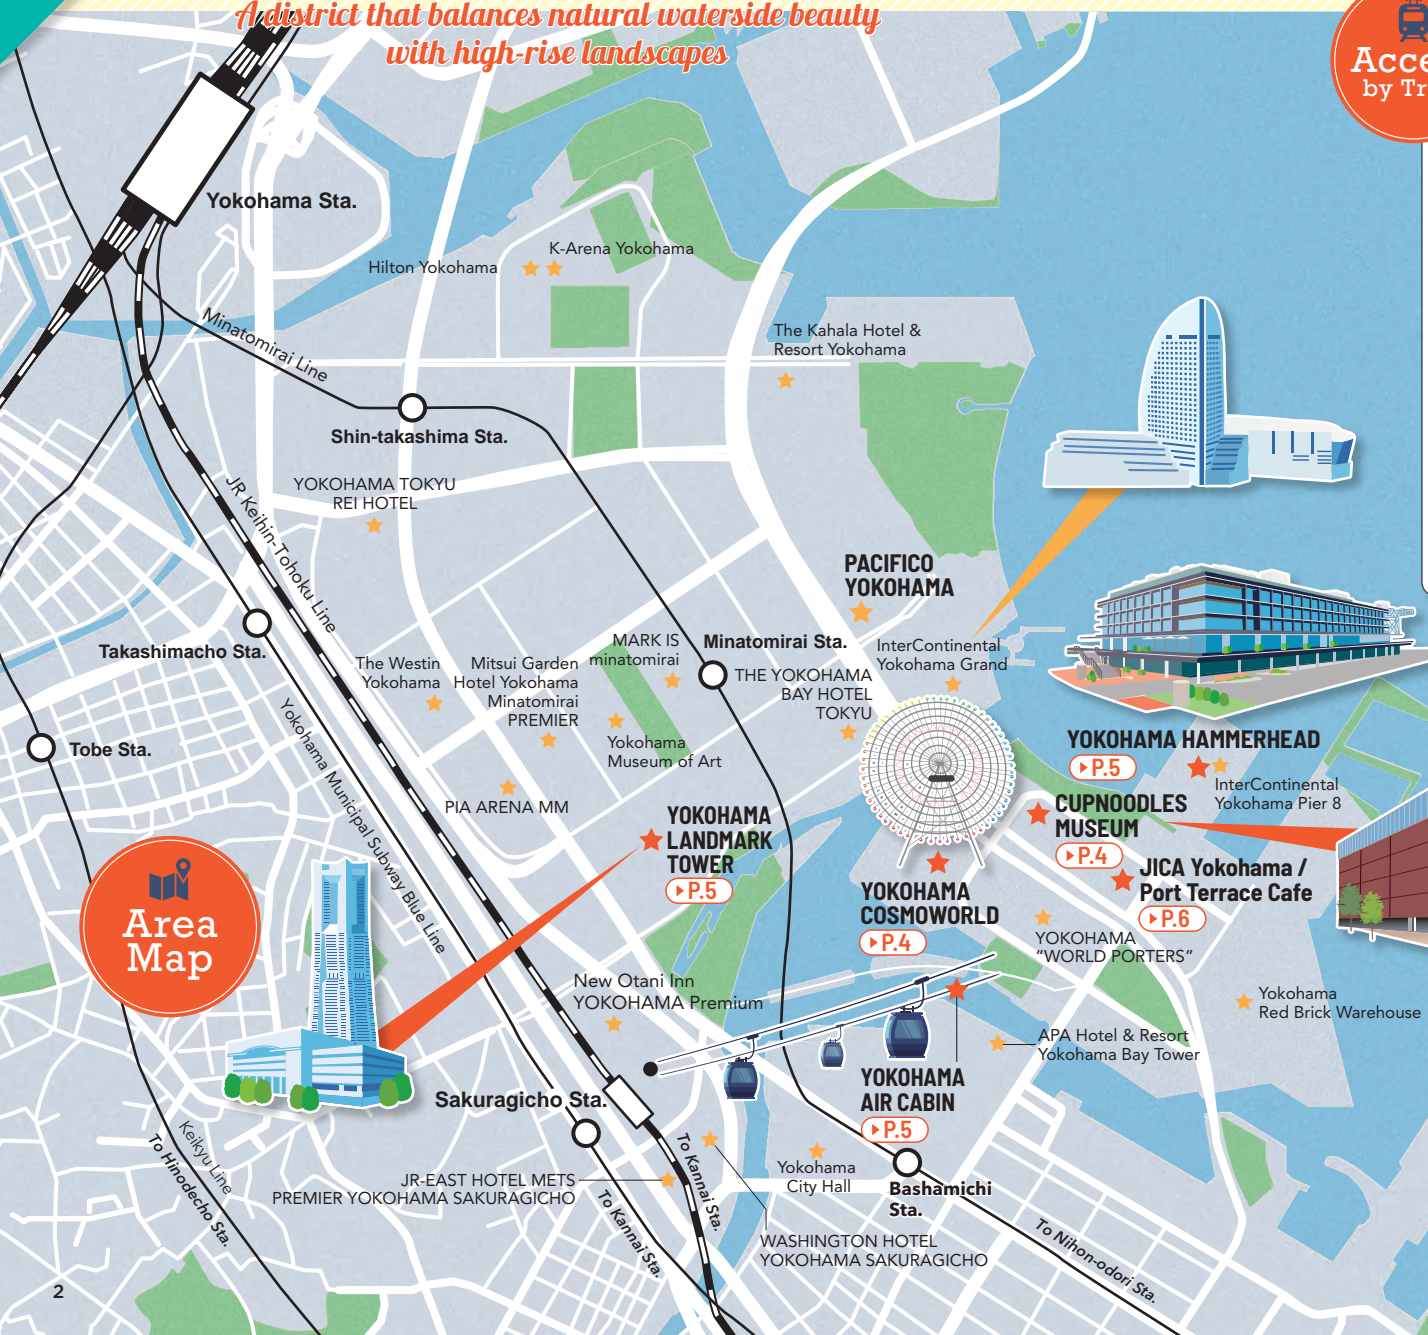 A district that balances natural waterside beauty
with high-rise landscapes
Yokohama Sta.
K-Arena Yokohama
Hilton Yokohama
Minatomirai Line
The Kahala Hotel &
Resort Yokohama
Shin-takashima Sta.
YOKOHAMA TOKYU
REI HOTEL
JR Keihin-Tohoku Line
PACIFICO
YOKOHAMA
Takashimacho Sta.
The Westin
Yokohama
Mitsui Garden
Hotel Yokohama
Minatomirai
PREMIER
MARK IS
minatomirai
Minatomirai Sta.
THE YOKOHAMA
BAY HOTEL
TOKYU
InterContinental
Yokohama Grand
Tobe Sta.
Yokohama Municipal Subway Blue Line
Yokohama
Museum of Art
PIA ARENA MM
YOKOHAMA
LANDMARK
TOWER
P.5
YOKOHAMA HAMMERHEAD
P.5
InterContinental
Yokohama Pier 8
CUPNOODLES
MUSEUM
P.4
JICA Yokohama /
Port Terrace Cafe
P.6
YOKOHAMA
COSMOWORLD
P.4
YOKOHAMA
"WORLD PORTERS"
Area
Map
New Otani Inn
YOKOHAMA Premium
Yokohama
Red Brick Warehouse
APA Hotel & Resort
Yokohama Bay Tower
YOKOHAMA
AIR CABIN
P.5
Sakuragicho Sta.
Keikyu Line
To Hinodecho Sta.
JR-EAST HOTEL METS
PREMIER YOKOHAMA SAKURAGICHO
To Kannai Sta.
To Kannai Sta.
Yokohama
City Hall
Bashamichi
Sta.
WASHINGTON HOTEL
YOKOHAMA SAKURAGICHO
To Nihon-odori Sta.
2